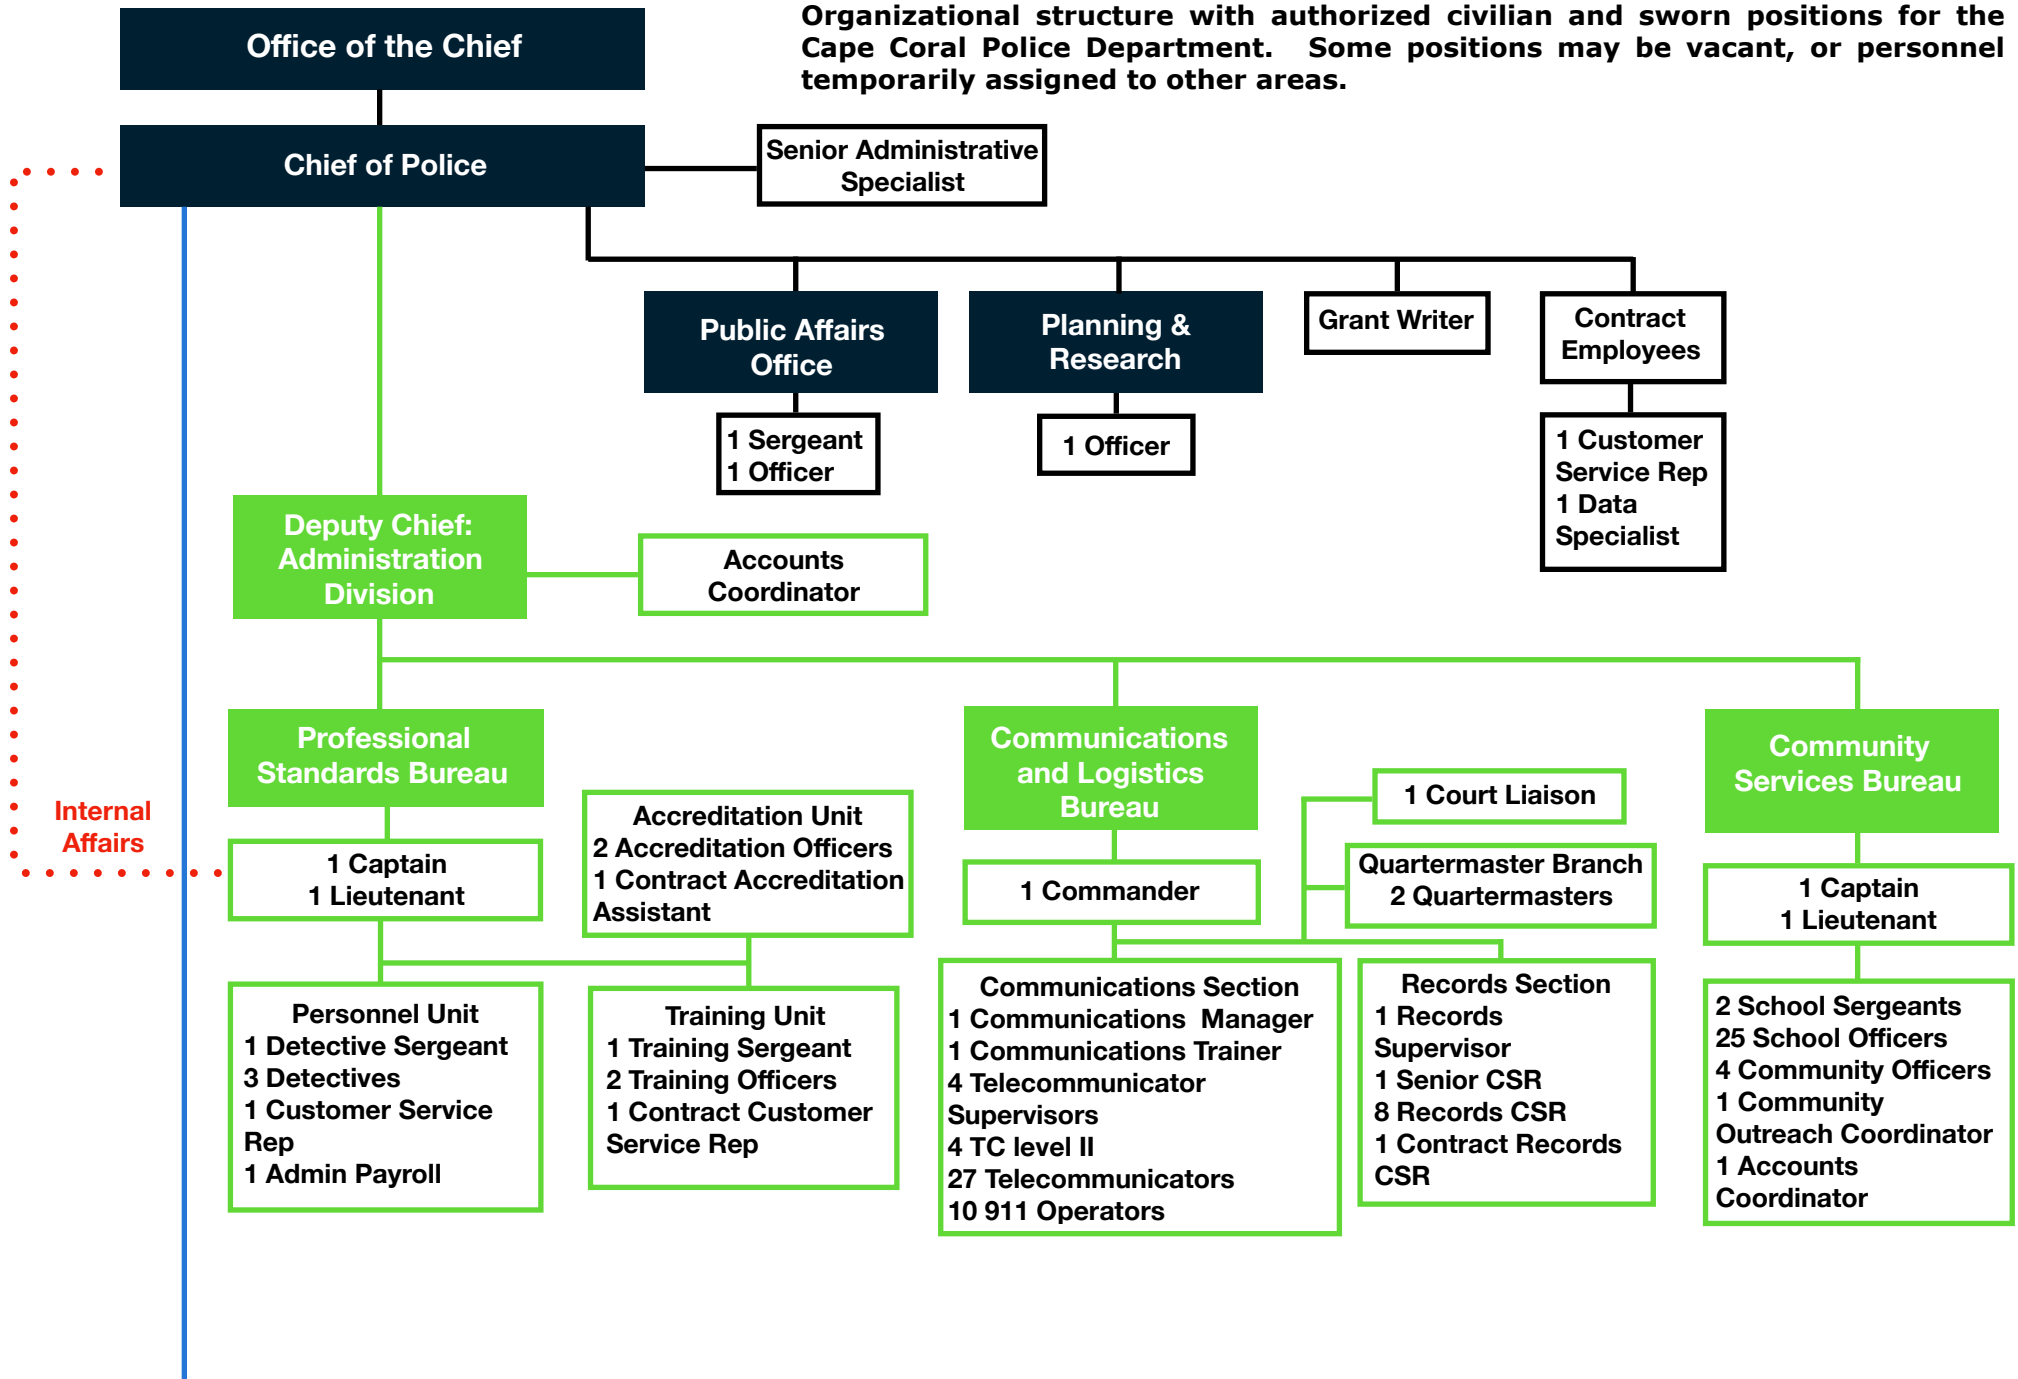 Organizational structure with authorized civilian and sworn positions for the
Cape Coral Police Department. Some positions may be vacant, or personnel
temporarily assigned to other areas.
Office of the Chief
Chief of Police
Senior Administrative
Specialist
Public Affairs
Office
Planning &
Research
Grant Writer
Contract
Employees
1 Sergeant
1 Officer
1 Officer
1 Customer
Service Rep
1 Data
Specialist
Deputy Chief:
Administration
Division
Accounts
Coordinator
Professional
Standards Bureau
Communications
and Logistics
Bureau
Community
Services Bureau
Internal
Affairs
1 Captain
1 Lieutenant
Accreditation Unit
2 Accreditation Officers
1 Contract Accreditation
Assistant
1 Commander
1 Court Liaison
Quartermaster Branch
2 Quartermasters
1 Captain
1 Lieutenant
Personnel Unit
1 Detective Sergeant
3 Detectives
1 Customer Service
Rep
1 Admin Payroll
Training Unit
1 Training Sergeant
2 Training Officers
1 Contract Customer
Service Rep
Communications Section
1 Communications Manager
1 Communications Trainer
4 Telecommunicator
Supervisors
4 TC level II
27 Telecommunicators
10 911 Operators
Records Section
1 Records
Supervisor
1 Senior CSR
8 Records CSR
1 Contract Records
CSR
2 School Sergeants
25 School Officers
4 Community Officers
1 Community
Outreach Coordinator
1 Accounts
Coordinator